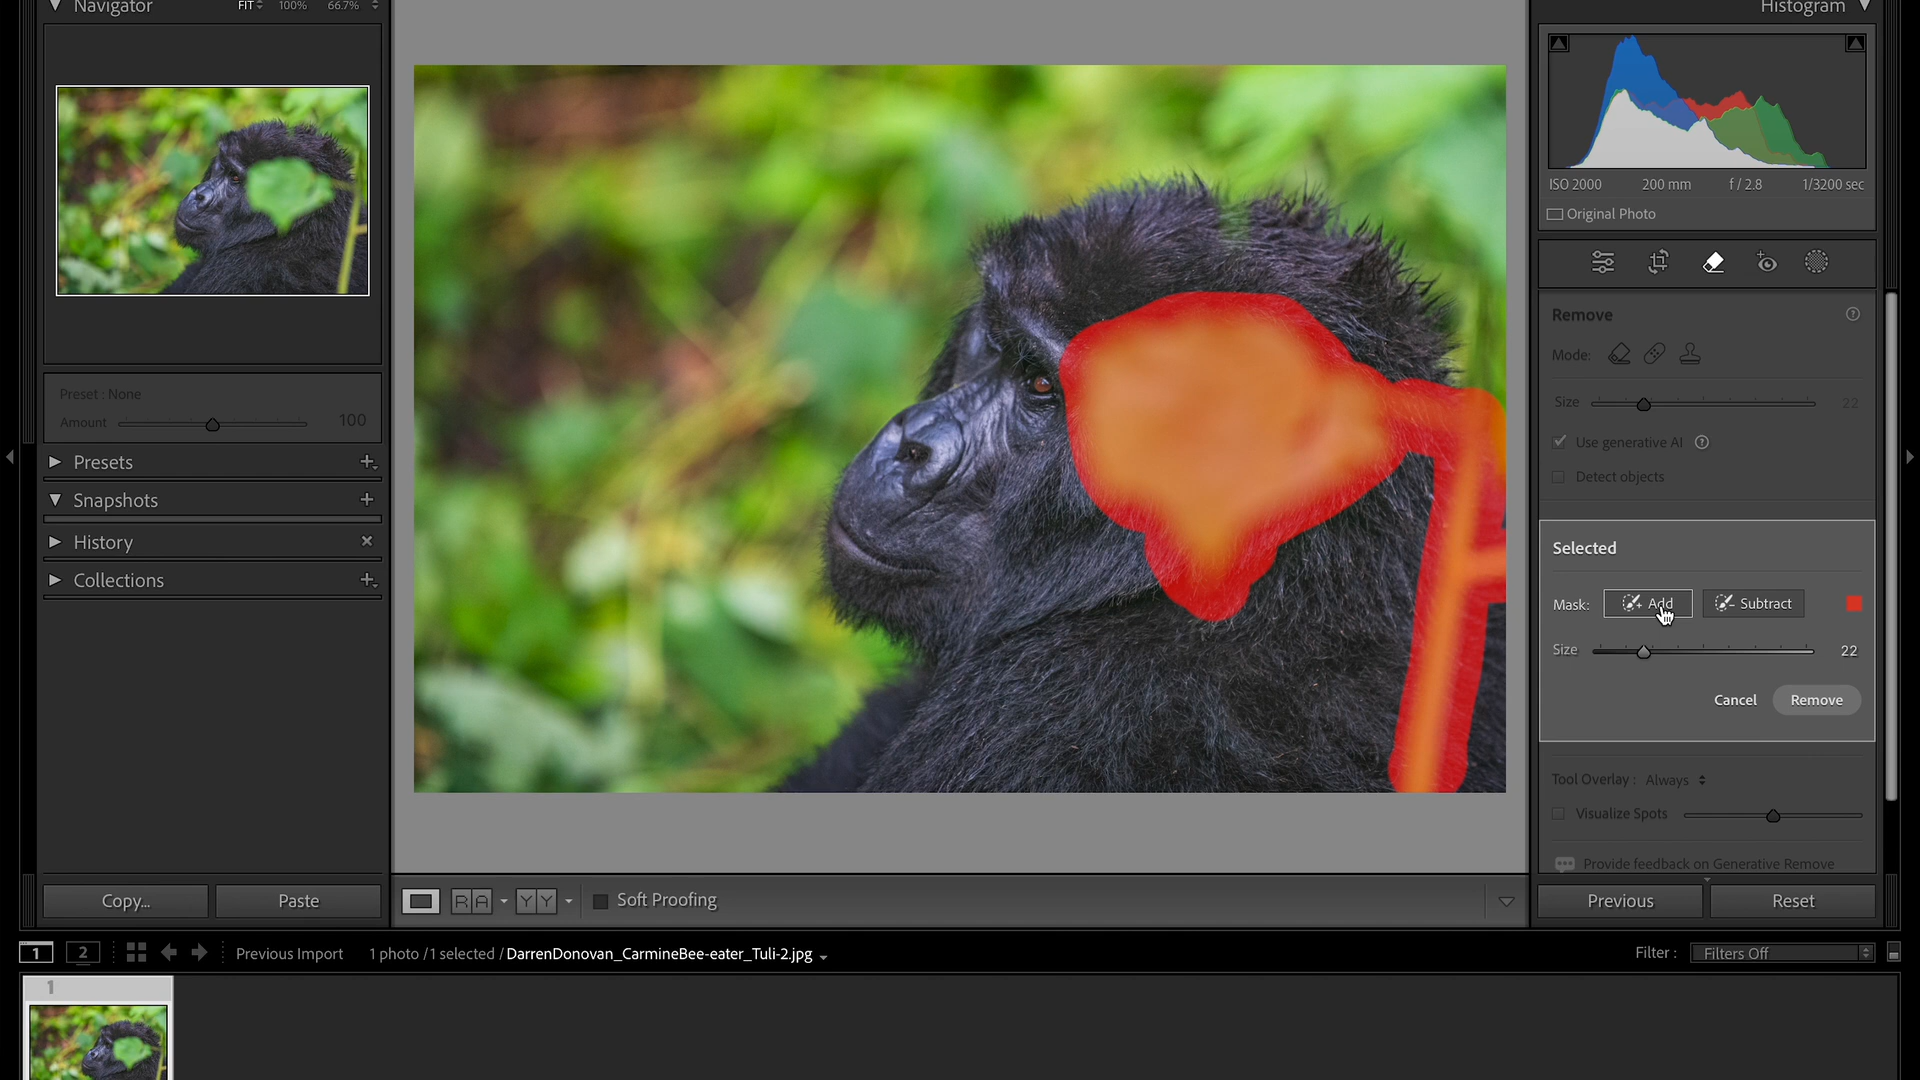 Navigator
FIT 100% 66.7%
Histogram
ISO 2000 200 mm f / 2.8 1/3200 sec
Original Photo
Preset : None
Amount 100
Presets
Snapshots
History
Collections
Remove
Mode:
Size 22
Use generative AI
Detect objects
Selected
Mask: Add Subtract
Size 22
Cancel Remove
Tool Overlay : Always
Visualize Spots
Provide feedback on Generative Remove
Copy... Paste
R A Y Y Soft Proofing
Previous Reset
1 2 Previous Import 1 photo /1 selected / DarrenDonovan_CarmineBee-eater_Tuli-2.jpg
Filter : Filters Off
1